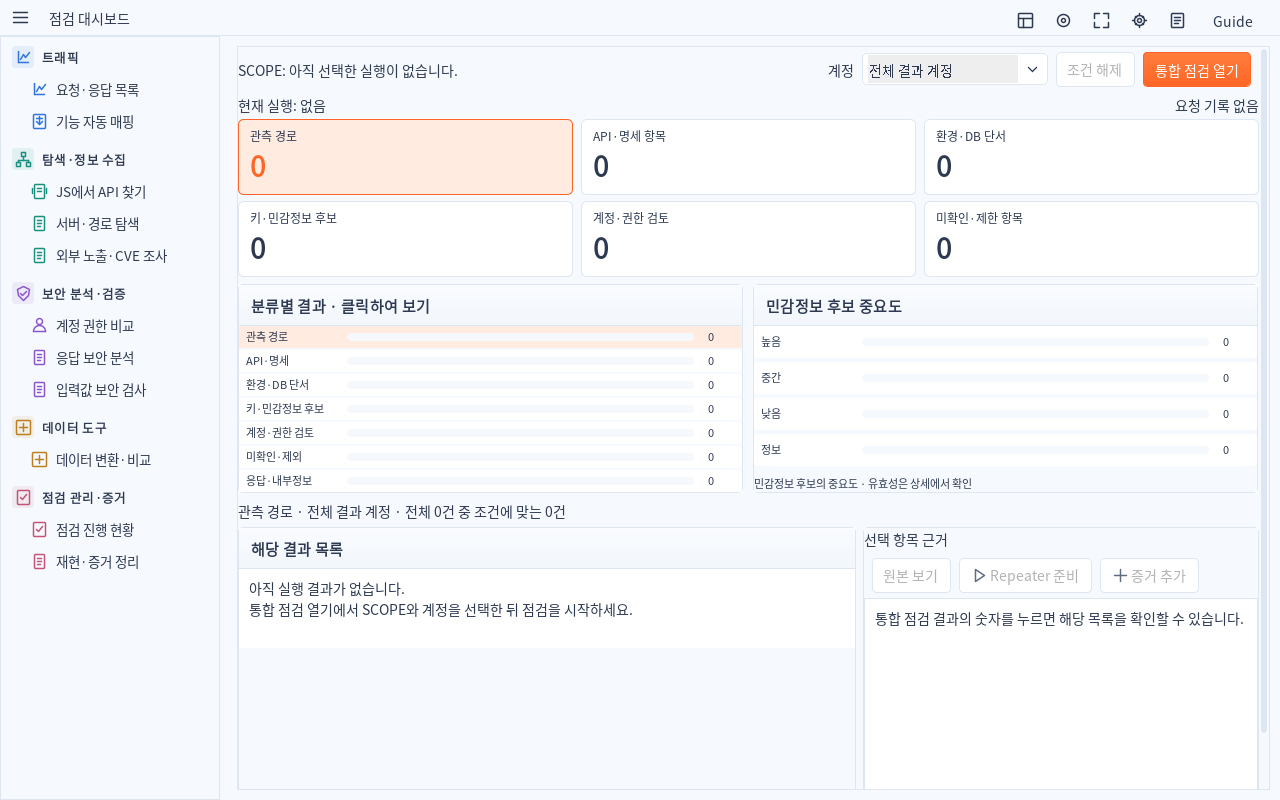 점검 대시보드
Guide
트래픽
요청·응답 목록
기능 자동 매핑
탐색·정보 수집
JS에서 API 찾기
서버·경로 탐색
외부 노출·CVE 조사
보안 분석·검증
계정 권한 비교
응답 보안 분석
입력값 보안 검사
데이터 도구
데이터 변환·비교
점검 관리·증거
점검 진행 현황
재현·증거 정리
SCOPE: 아직 선택한 실행이 없습니다.
계정
전체 결과 계정
조건 해제
통합 점검 열기
현재 실행: 없음
요청 기록 없음
관측 경로
0
API·명세 항목
0
환경·DB 단서
0
키·민감정보 후보
0
계정·권한 검토
0
미확인·제한 항목
0
분류별 결과 · 클릭하여 보기
관측 경로 0
API·명세 0
환경·DB 단서 0
키·민감정보 후보 0
계정·권한 검토 0
미확인·제외 0
응답·내부정보 0
민감정보 후보 중요도
높음 0
중간 0
낮음 0
정보 0
민감정보 후보의 중요도 · 유효성은 상세에서 확인
관측 경로 · 전체 결과 계정 · 전체 0건 중 조건에 맞는 0건
해당 결과 목록
아직 실행 결과가 없습니다.
통합 점검 열기에서 SCOPE와 계정을 선택한 뒤 점검을 시작하세요.
선택 항목 근거
원본 보기
Repeater 준비
증거 추가
통합 점검 결과의 숫자를 누르면 해당 목록을 확인할 수 있습니다.